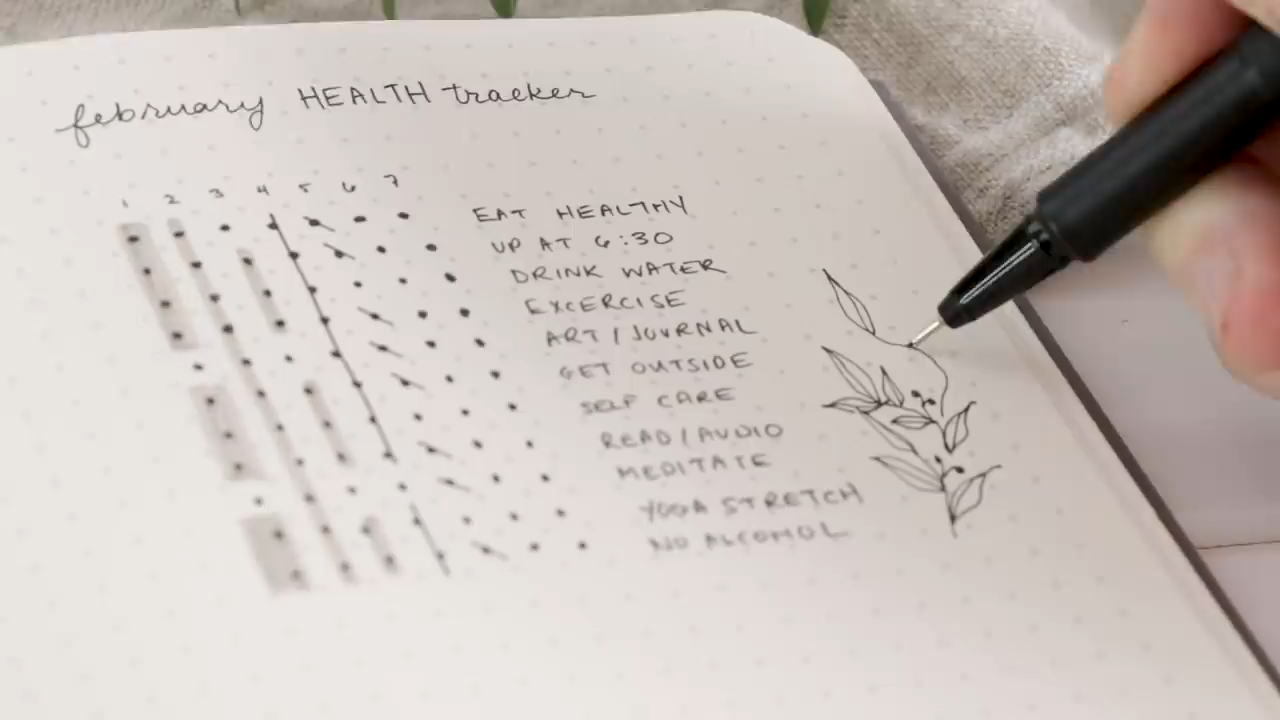 february HEALTH tracker
1 2 3 4 5 6 7
EAT HEALTHY
UP AT 6:30
DRINK WATER
EXCERCISE
ART / JOURNAL
GET OUTSIDE
SELF CARE
READ / AUDIO
MEDITATE
YOGA STRETCH
NO ALCOHOL